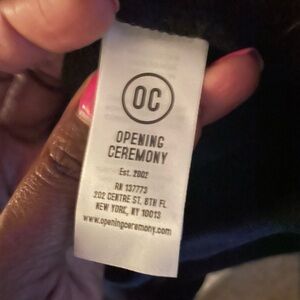 OC
OPENING
CEREMONY
Est. 2002
RN 137773
202 CENTRE ST, 8TH FL
NEW YORK, NY 10013
www.openingceremony.com